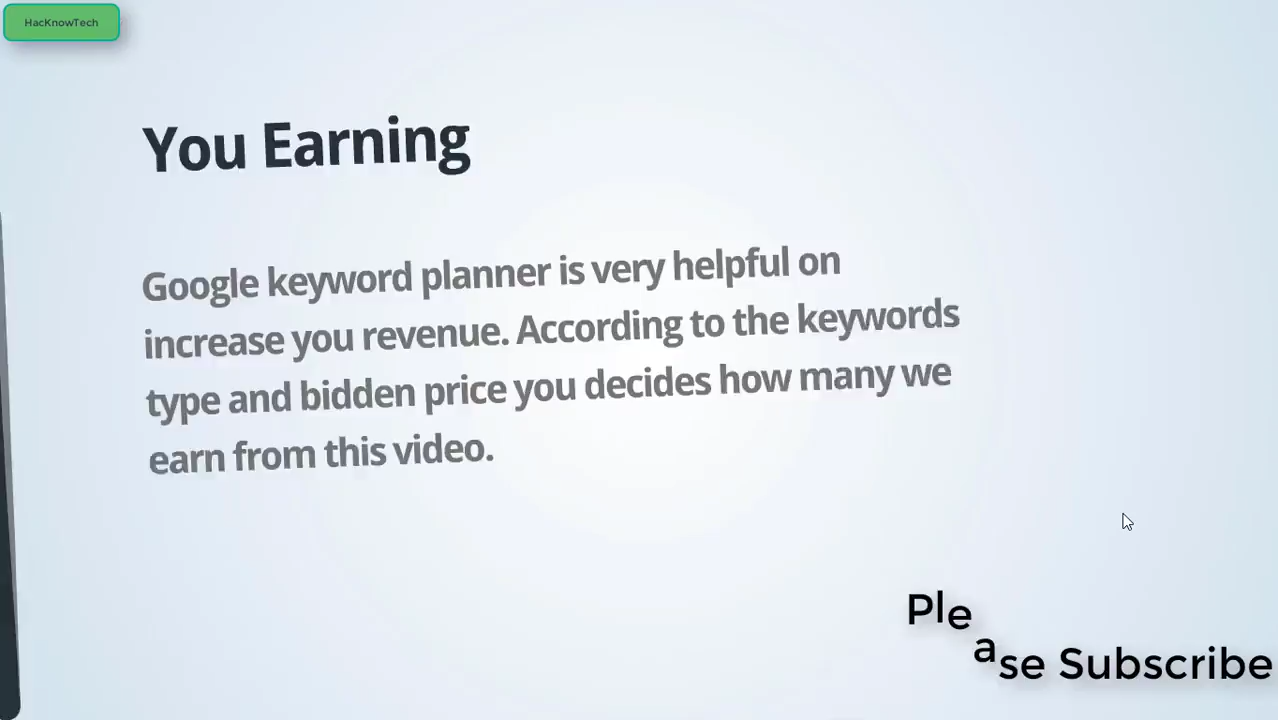 HacKnowTech
You Earning
Google keyword planner is very helpful on
increase you revenue. According to the keywords
type and bidden price you decides how many we
earn from this video.
Please Subscribe